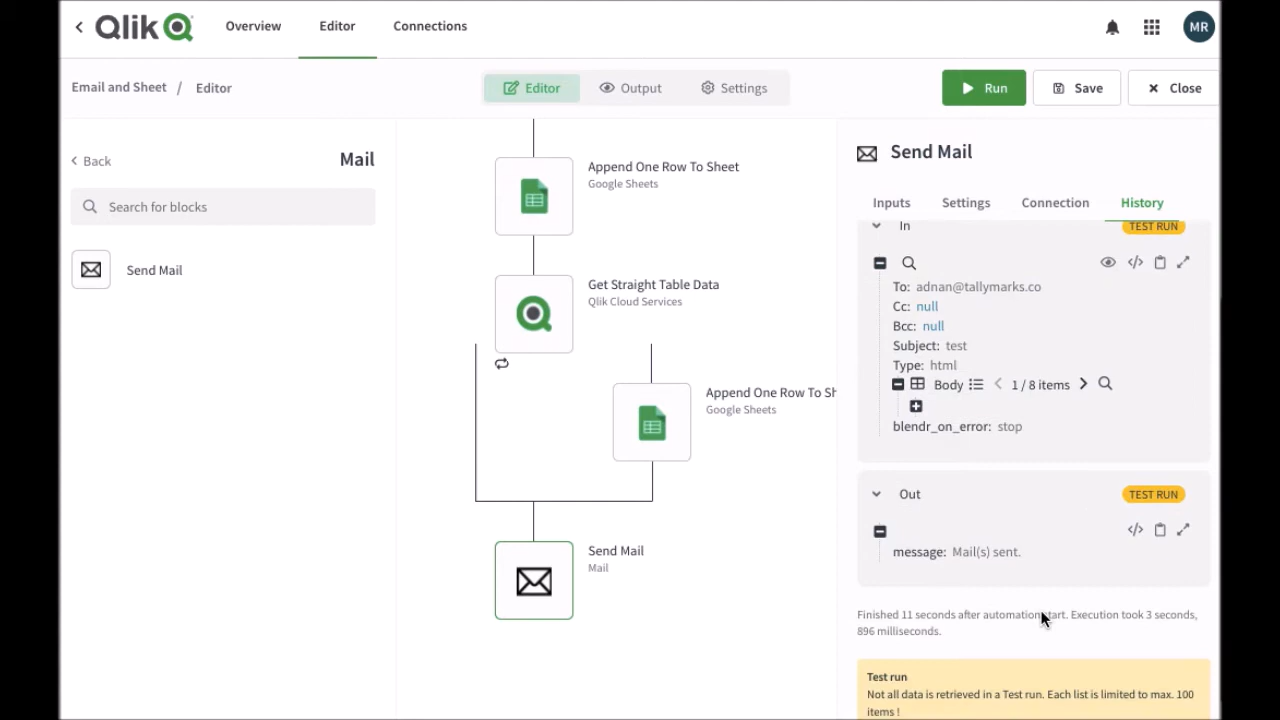 Qlik
Overview
Editor
Connections
MR
Email and Sheet / Editor
Editor
Output
Settings
Run
Save
Close
Back
Mail
Search for blocks
Send Mail
Append One Row To Sheet
Google Sheets
Get Straight Table Data
Qlik Cloud Services
Append One Row To Sh
Google Sheets
Send Mail
Mail
Send Mail
Inputs
Settings
Connection
History
In
TEST RUN
To: adnan@tallymarks.co
Cc: null
Bcc: null
Subject: test
Type: html
Body 1 / 8 items
blendr_on_error: stop
Out
TEST RUN
message: Mail(s) sent.
Finished 11 seconds after automation start. Execution took 3 seconds,
896 milliseconds.
Test run
Not all data is retrieved in a Test run. Each list is limited to max. 100
items !